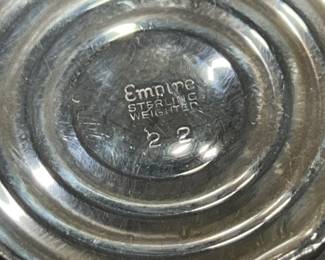 Empire
STERLING
WEIGHTED
22